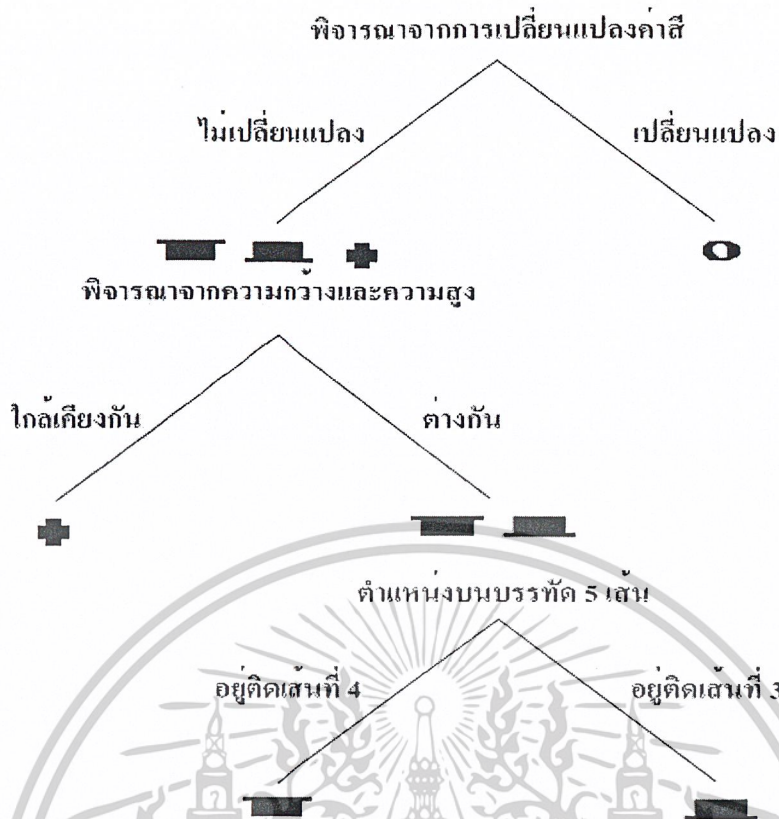 พิจารณาจากการเปลี่ยนแปลงค่าสี
ไม่เปลี่ยนแปลง
เปลี่ยนแปลง
พิจารณาจากความกว้างและความสูง
ใกล้เคียงกัน
ต่างกัน
ตำแหน่งบนบรรทัด 5 เส้น
อยู่ติดเส้นที่ 4
อยู่ติดเส้นที่ 3